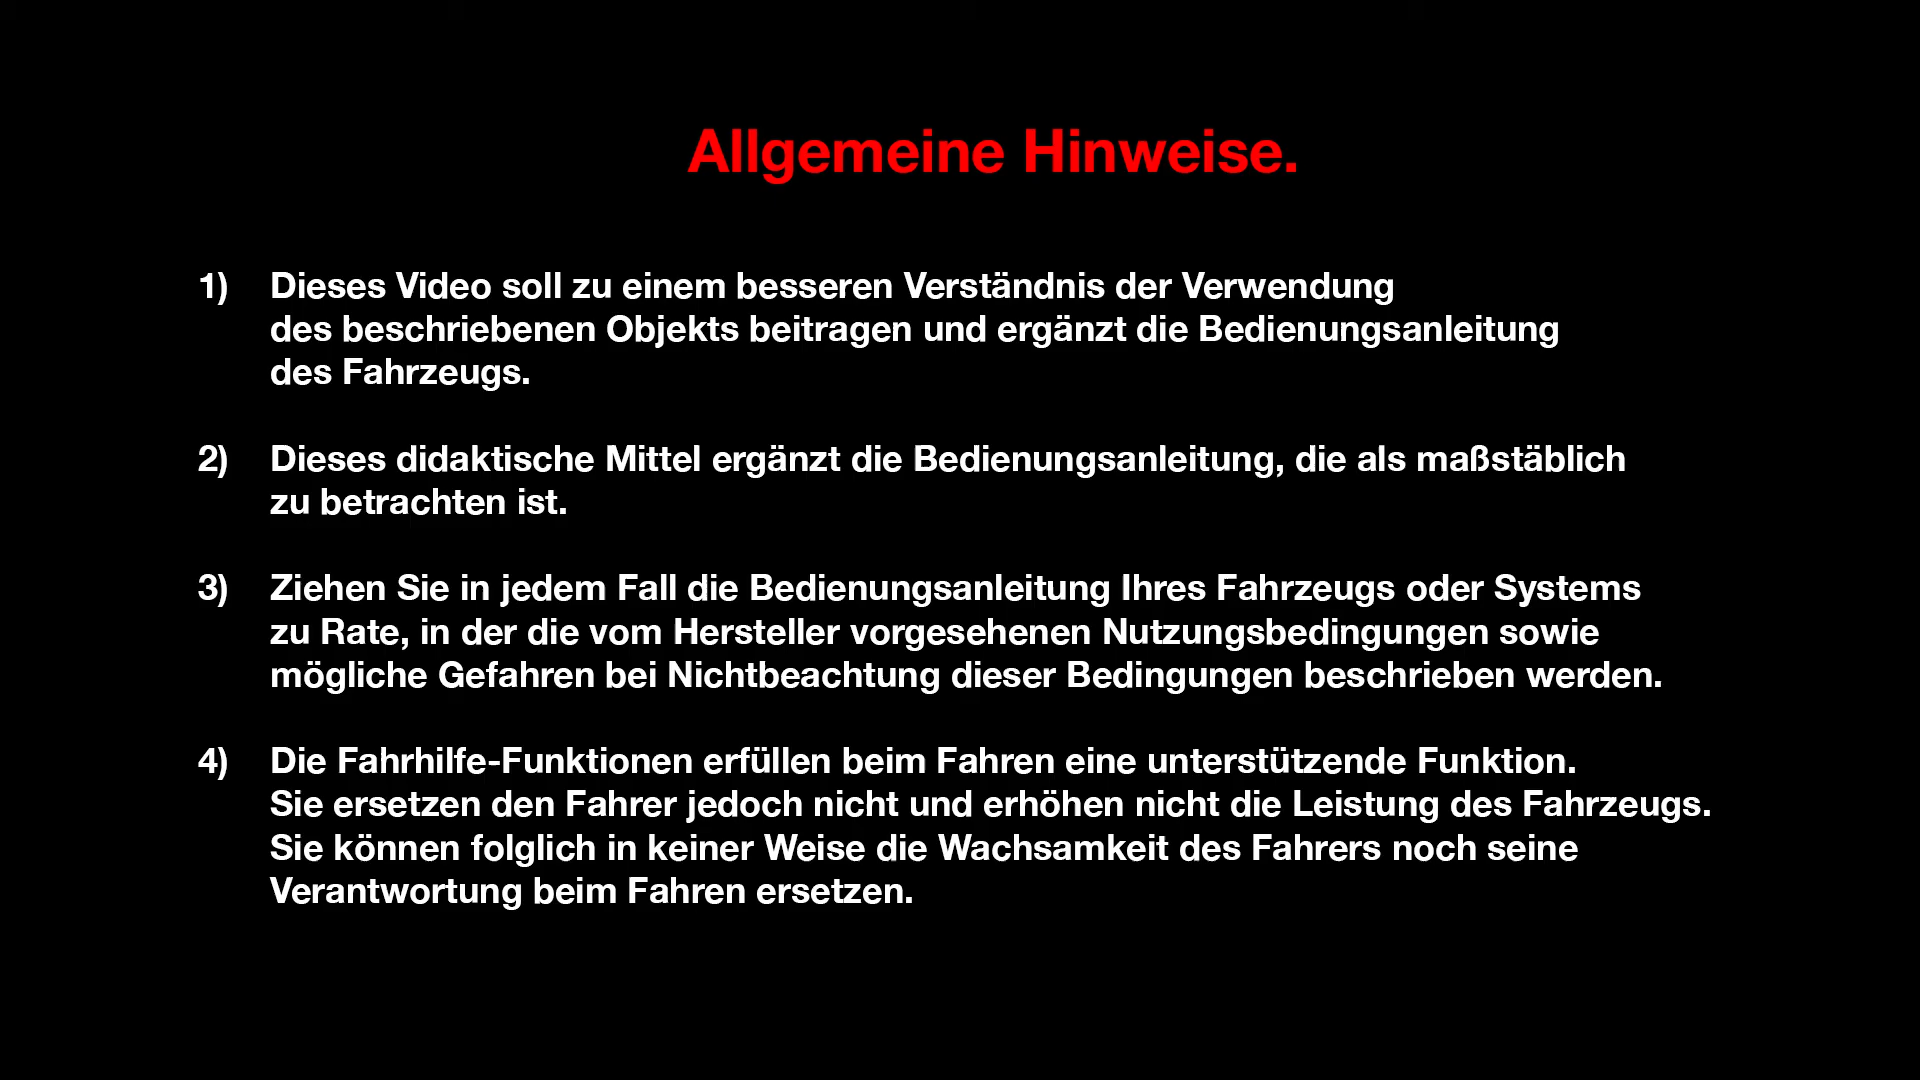 Allgemeine Hinweise.
1) Dieses Video soll zu einem besseren Verständnis der Verwendung
des beschriebenen Objekts beitragen und ergänzt die Bedienungsanleitung
des Fahrzeugs.
2) Dieses didaktische Mittel ergänzt die Bedienungsanleitung, die als maßstäblich
zu betrachten ist.
3) Ziehen Sie in jedem Fall die Bedienungsanleitung Ihres Fahrzeugs oder Systems
zu Rate, in der die vom Hersteller vorgesehenen Nutzungsbedingungen sowie
mögliche Gefahren bei Nichtbeachtung dieser Bedingungen beschrieben werden.
4) Die Fahrhilfe-Funktionen erfüllen beim Fahren eine unterstützende Funktion.
Sie ersetzen den Fahrer jedoch nicht und erhöhen nicht die Leistung des Fahrzeugs.
Sie können folglich in keiner Weise die Wachsamkeit des Fahrers noch seine
Verantwortung beim Fahren ersetzen.